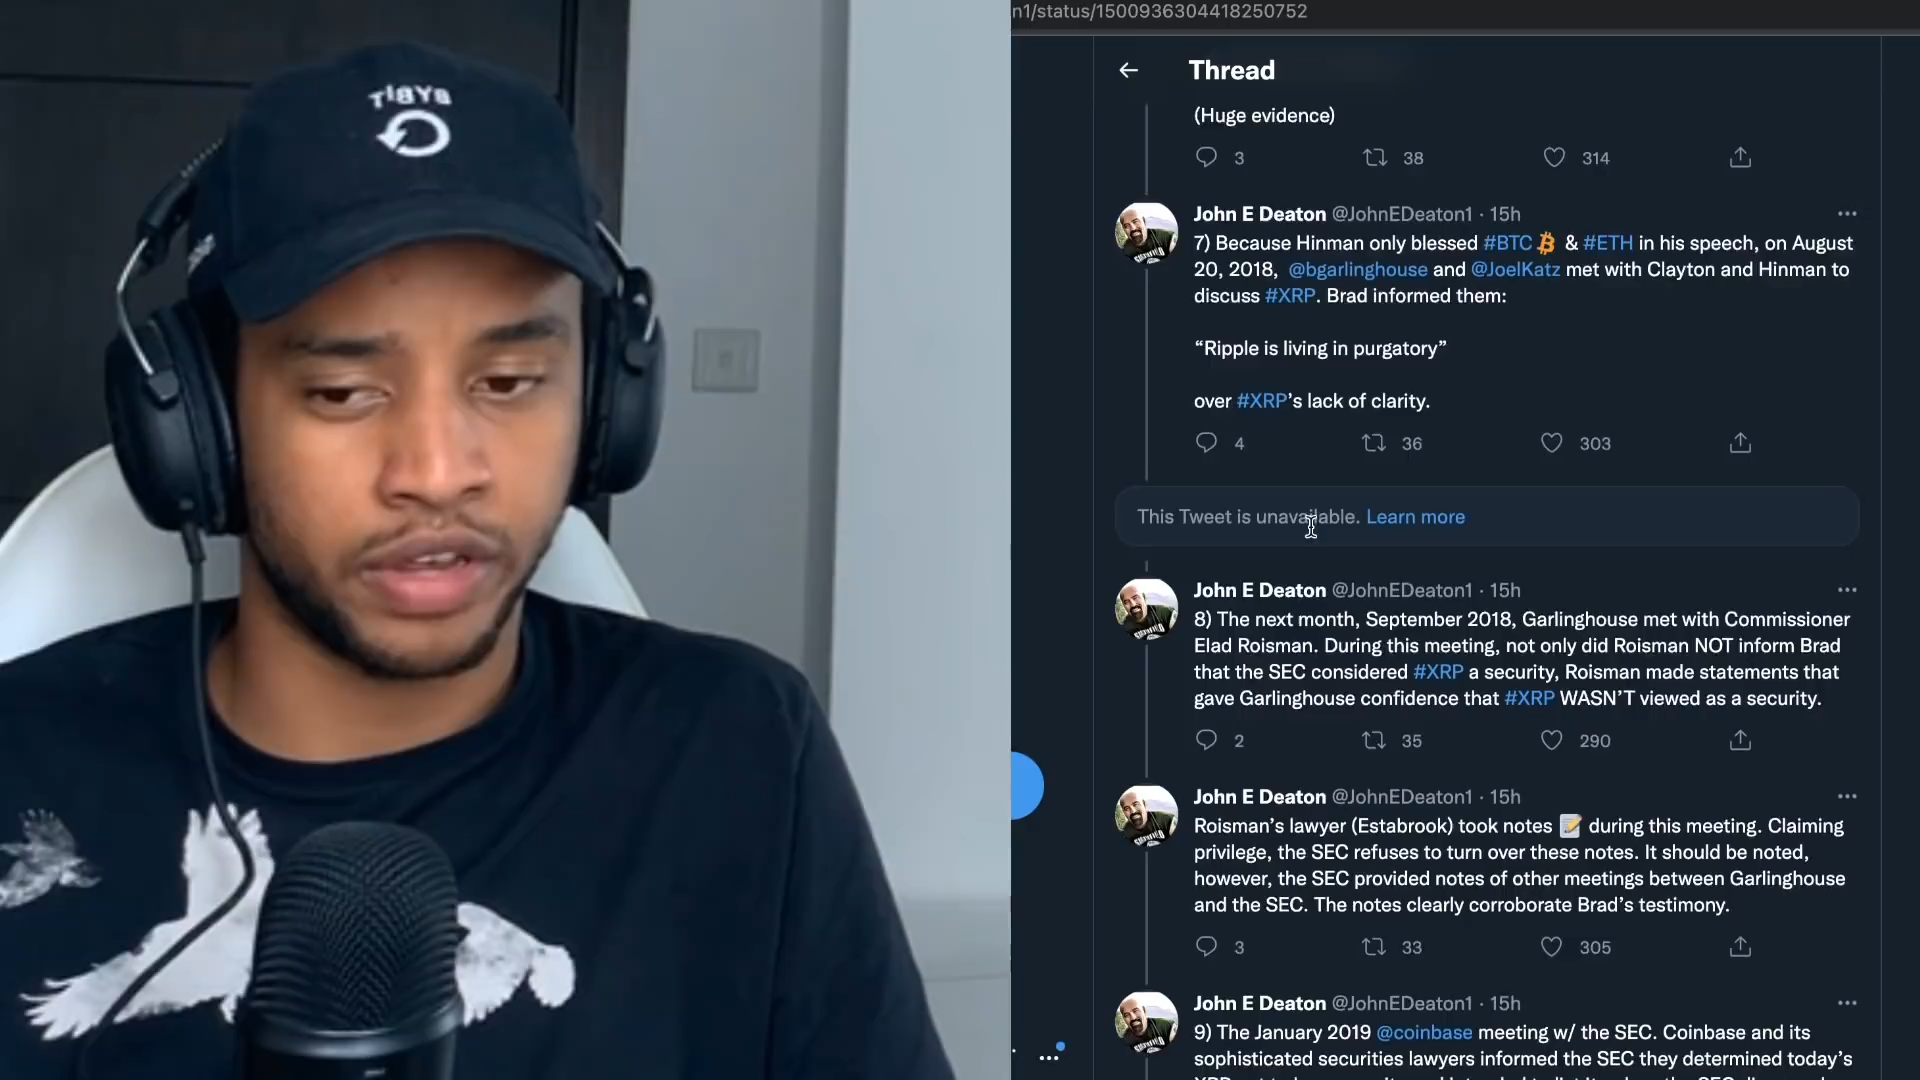 n1/status/1500936304418250752
BYBIT
Thread
(Huge evidence)
3 38 314
John E Deaton @JohnEDeaton1 · 15h
7) Because Hinman only blessed #BTC & #ETH in his speech, on August
20, 2018, @bgarlinghouse and @JoelKatz met with Clayton and Hinman to
discuss #XRP. Brad informed them:
“Ripple is living in purgatory”
over #XRP’s lack of clarity.
4 36 303
This Tweet is unavailable. Learn more
John E Deaton @JohnEDeaton1 · 15h
8) The next month, September 2018, Garlinghouse met with Commissioner
Elad Roisman. During this meeting, not only did Roisman NOT inform Brad
that the SEC considered #XRP a security, Roisman made statements that
gave Garlinghouse confidence that #XRP WASN’T viewed as a security.
2 35 290
John E Deaton @JohnEDeaton1 · 15h
Roisman’s lawyer (Estabrook) took notes 📝 during this meeting. Claiming
privilege, the SEC refuses to turn over these notes. It should be noted,
however, the SEC provided notes of other meetings between Garlinghouse
and the SEC. The notes clearly corroborate Brad’s testimony.
3 33 305
John E Deaton @JohnEDeaton1 · 15h
9) The January 2019 @coinbase meeting w/ the SEC. Coinbase and its
sophisticated securities lawyers informed the SEC they determined today’s